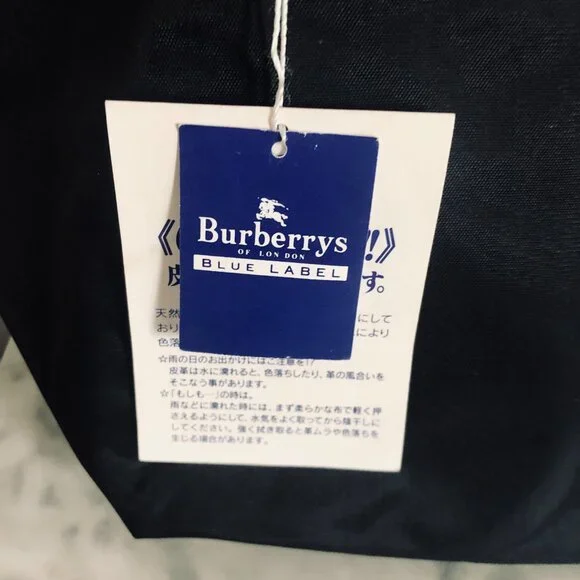 Burberrys
OF LONDON
BLUE LABEL
《 !!》
皮 す。
天然 にして
おり により
色落
☆雨の日のお出かけにはご注意を!?
皮革は水に濡れると、色落ちしたり、革の風合いを
そこなう事があります。
☆「もしも…」の時は。
雨などに濡れた時には、まず柔らかな布で軽く押
さえるようにして、水気をよく取ってから陰干しに
してください。強く拭き取ると革ムラや色落ちを
生じる場合があります。